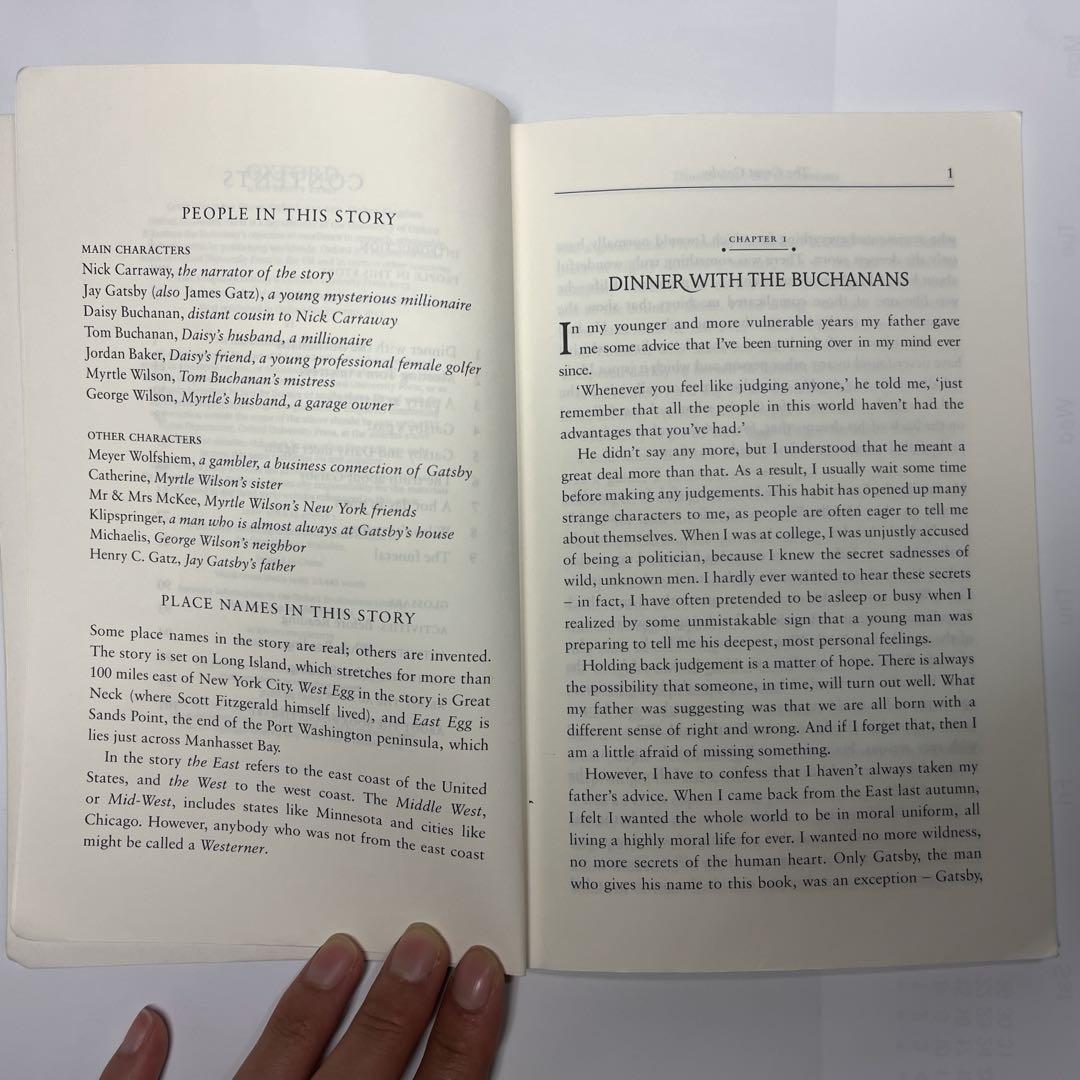 PEOPLE IN THIS STORY
MAIN CHARACTERS
Nick Carraway, the narrator of the story
Jay Gatsby (also James Gatz), a young mysterious millionaire
Daisy Buchanan, distant cousin to Nick Carraway
Tom Buchanan, Daisy's husband, a millionaire
Jordan Baker, Daisy's friend, a young professional female golfer
Myrtle Wilson, Tom Buchanan's mistress
George Wilson, Myrtle's husband, a garage owner
OTHER CHARACTERS
Meyer Wolfshiem, a gambler, a business connection of Gatsby
Catherine, Myrtle Wilson's sister
Mr & Mrs McKee, Myrtle Wilson's New York friends
Klipspringer, a man who is almost always at Gatsby's house
Michaelis, George Wilson's neighbor
Henry C. Gatz, Jay Gatsby's father
PLACE NAMES IN THIS STORY
Some place names in the story are real; others are invented.
The story is set on Long Island, which stretches for more than
100 miles east of New York City. West Egg in the story is Great
Neck (where Scott Fitzgerald himself lived), and East Egg is
Sands Point, the end of the Port Washington peninsula, which
lies just across Manhasset Bay.
In the story the East refers to the east coast of the United
States, and the West to the west coast. The Middle West,
or Mid-West, includes states like Minnesota and cities like
Chicago. However, anybody who was not from the east coast
might be called a Westerner.
1
CHAPTER 1
DINNER WITH THE BUCHANANS
In my younger and more vulnerable years my father gave
me some advice that I've been turning over in my mind ever
since.
'Whenever you feel like judging anyone,' he told me, 'just
remember that all the people in this world haven't had the
advantages that you've had.'
He didn't say any more, but I understood that he meant a
great deal more than that. As a result, I usually wait some time
before making any judgements. This habit has opened up many
strange characters to me, as people are often eager to tell me
about themselves. When I was at college, I was unjustly accused
of being a politician, because I knew the secret sadnesses of
wild, unknown men. I hardly ever wanted to hear these secrets
– in fact, I have often pretended to be asleep or busy when I
realized by some unmistakable sign that a young man was
preparing to tell me his deepest, most personal feelings.
Holding back judgement is a matter of hope. There is always
the possibility that someone, in time, will turn out well. What
my father was suggesting was that we are all born with a
different sense of right and wrong. And if I forget that, then I
am a little afraid of missing something.
However, I have to confess that I haven't always taken my
father's advice. When I came back from the East last autumn,
I felt I wanted the whole world to be in moral uniform, all
living a highly moral life for ever. I wanted no more wildness,
no more secrets of the human heart. Only Gatsby, the man
who gives his name to this book, was an exception – Gatsby,